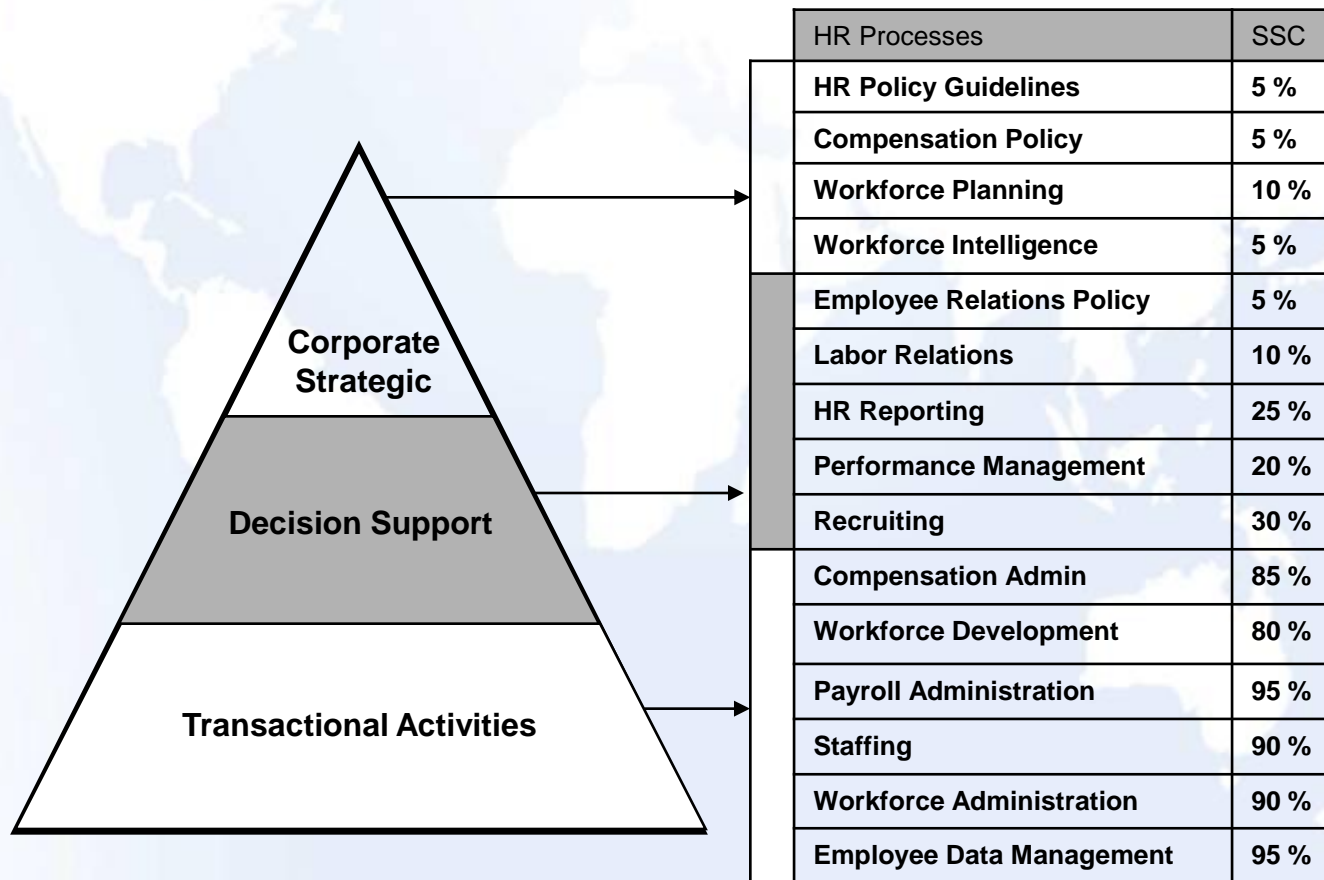 Corporate
Strategic
Decision Support
Transactional Activities
HR Processes SSC
HR Policy Guidelines 5 %
Compensation Policy 5 %
Workforce Planning 10 %
Workforce Intelligence 5 %
Employee Relations Policy 5 %
Labor Relations 10 %
HR Reporting 25 %
Performance Management 20 %
Recruiting 30 %
Compensation Admin 85 %
Workforce Development 80 %
Payroll Administration 95 %
Staffing 90 %
Workforce Administration 90 %
Employee Data Management 95 %